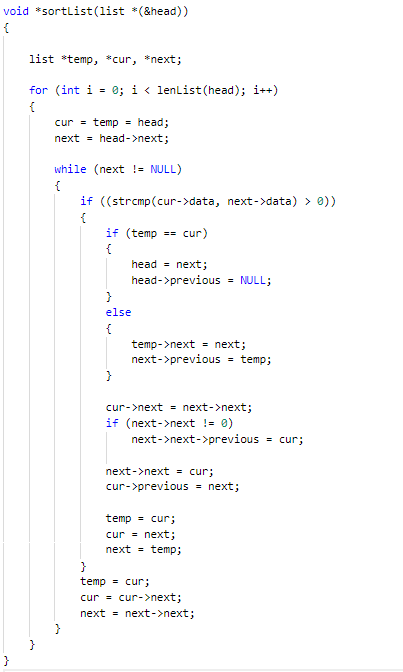 void *sortList(list *(&head))
{
list *temp, *cur, *next;
for (int i = 0; i < lenList(head); i++)
{
cur = temp = head;
next = head->next;
while (next != NULL)
{
if ((strcmp(cur->data, next->data) > 0))
{
if (temp == cur)
{
head = next;
head->previous = NULL;
}
else
{
temp->next = next;
next->previous = temp;
}
cur->next = next->next;
if (next->next != 0)
next->next->previous = cur;
next->next = cur;
cur->previous = next;
temp = cur;
cur = next;
next = temp;
}
temp = cur;
cur = cur->next;
next = next->next;
}
}
}